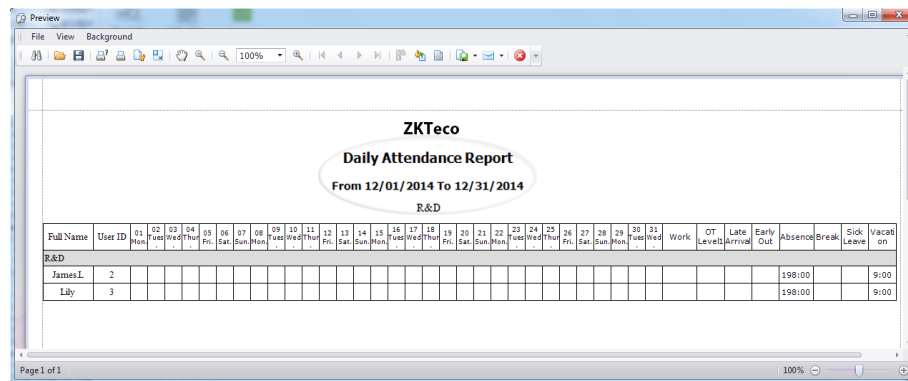 Preview
File View Background
100%
ZKTeco
Daily Attendance Report
From 12/01/2014 To 12/31/2014
R&D
Full Name User ID 01 Mon. 02 Tues. 03 Wed. 04 Thur. 05 Fri. 06 Sat. 07 Sun. 08 Mon. 09 Tues. 10 Wed. 11 Thur. 12 Fri. 13 Sat. 14 Sun. 15 Mon. 16 Tues. 17 Wed. 18 Thur. 19 Fri. 20 Sat. 21 Sun. 22 Mon. 23 Tues. 24 Wed. 25 Thur. 26 Fri. 27 Sat. 28 Sun. 29 Mon. 30 Tues. 31 Wed. Work OT Level1 Late Arrival Early Out Absence Break Sick Leave Vacation
R&D
James.L 2 198:00 9:00
Lily 3 198:00 9:00
Page 1 of 1 100%